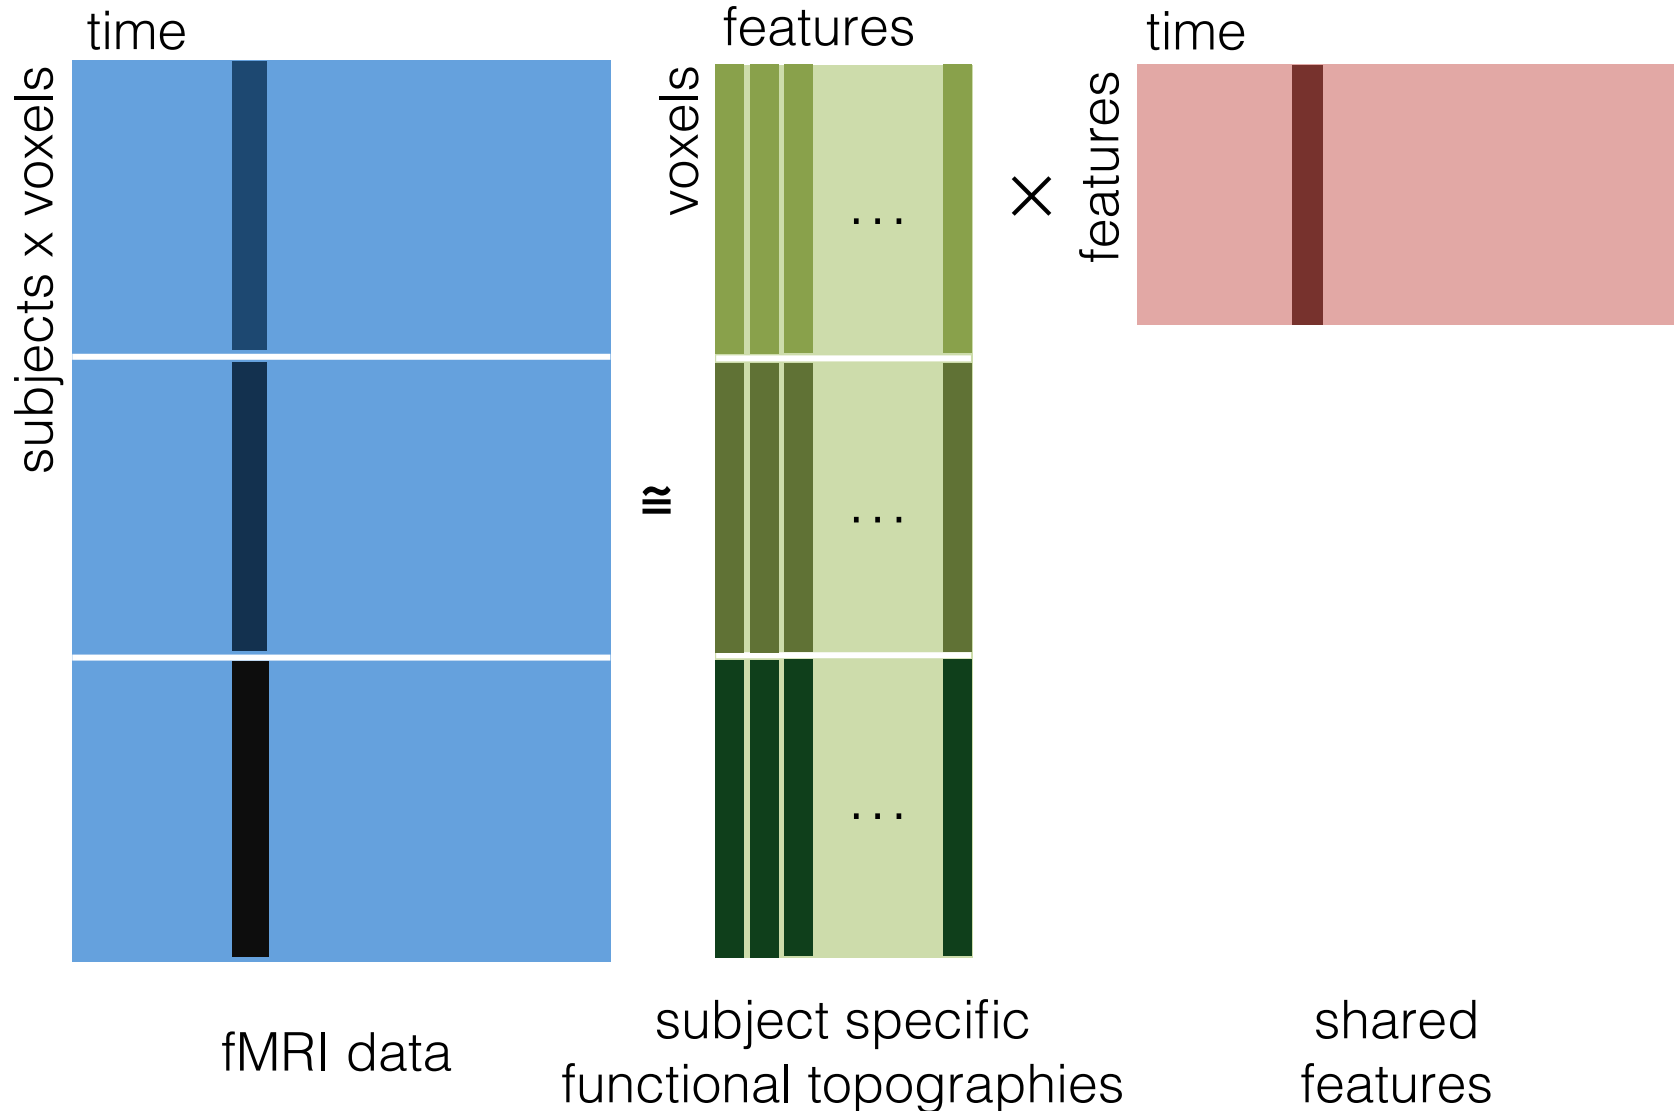 time
subjects x voxels
≊
features
voxels
...
...
...
×
time
features
fMRI data
subject specific
functional topographies
shared
features